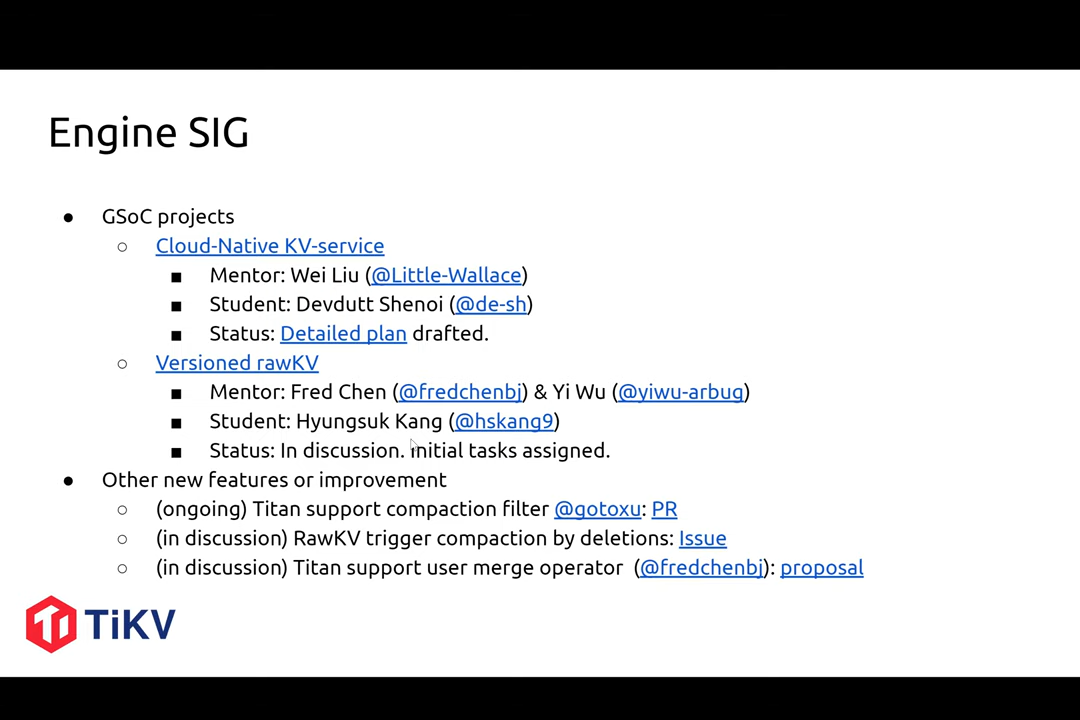 Engine SIG
● GSoC projects
○ Cloud-Native KV-service
■ Mentor: Wei Liu (@Little-Wallace)
■ Student: Devdutt Shenoi (@de-sh)
■ Status: Detailed plan drafted.
○ Versioned rawKV
■ Mentor: Fred Chen (@fredchenbj) & Yi Wu (@yiwu-arbug)
■ Student: Hyungsuk Kang (@hskang9)
■ Status: In discussion. Initial tasks assigned.
● Other new features or improvement
○ (ongoing) Titan support compaction filter @gotoxu: PR
○ (in discussion) RawKV trigger compaction by deletions: Issue
○ (in discussion) Titan support user merge operator (@fredchenbj): proposal
TiKV